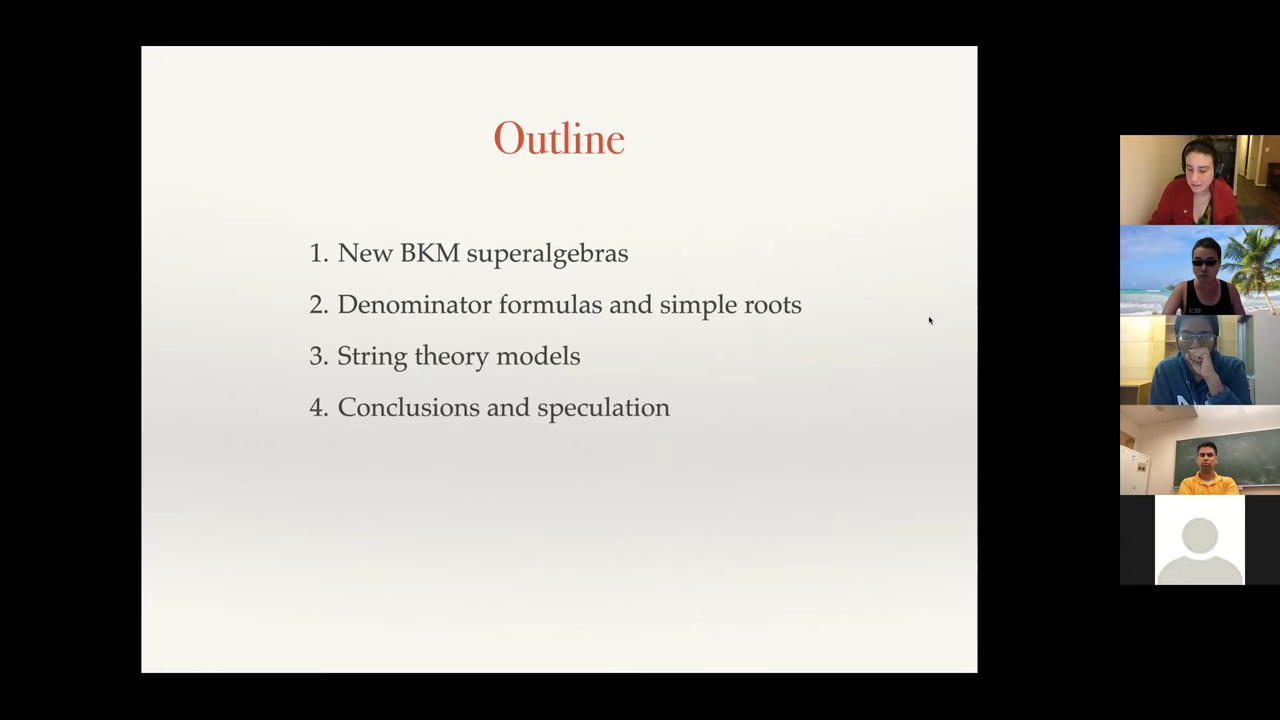 Outline
1. New BKM superalgebras
2. Denominator formulas and simple roots
3. String theory models
4. Conclusions and speculation